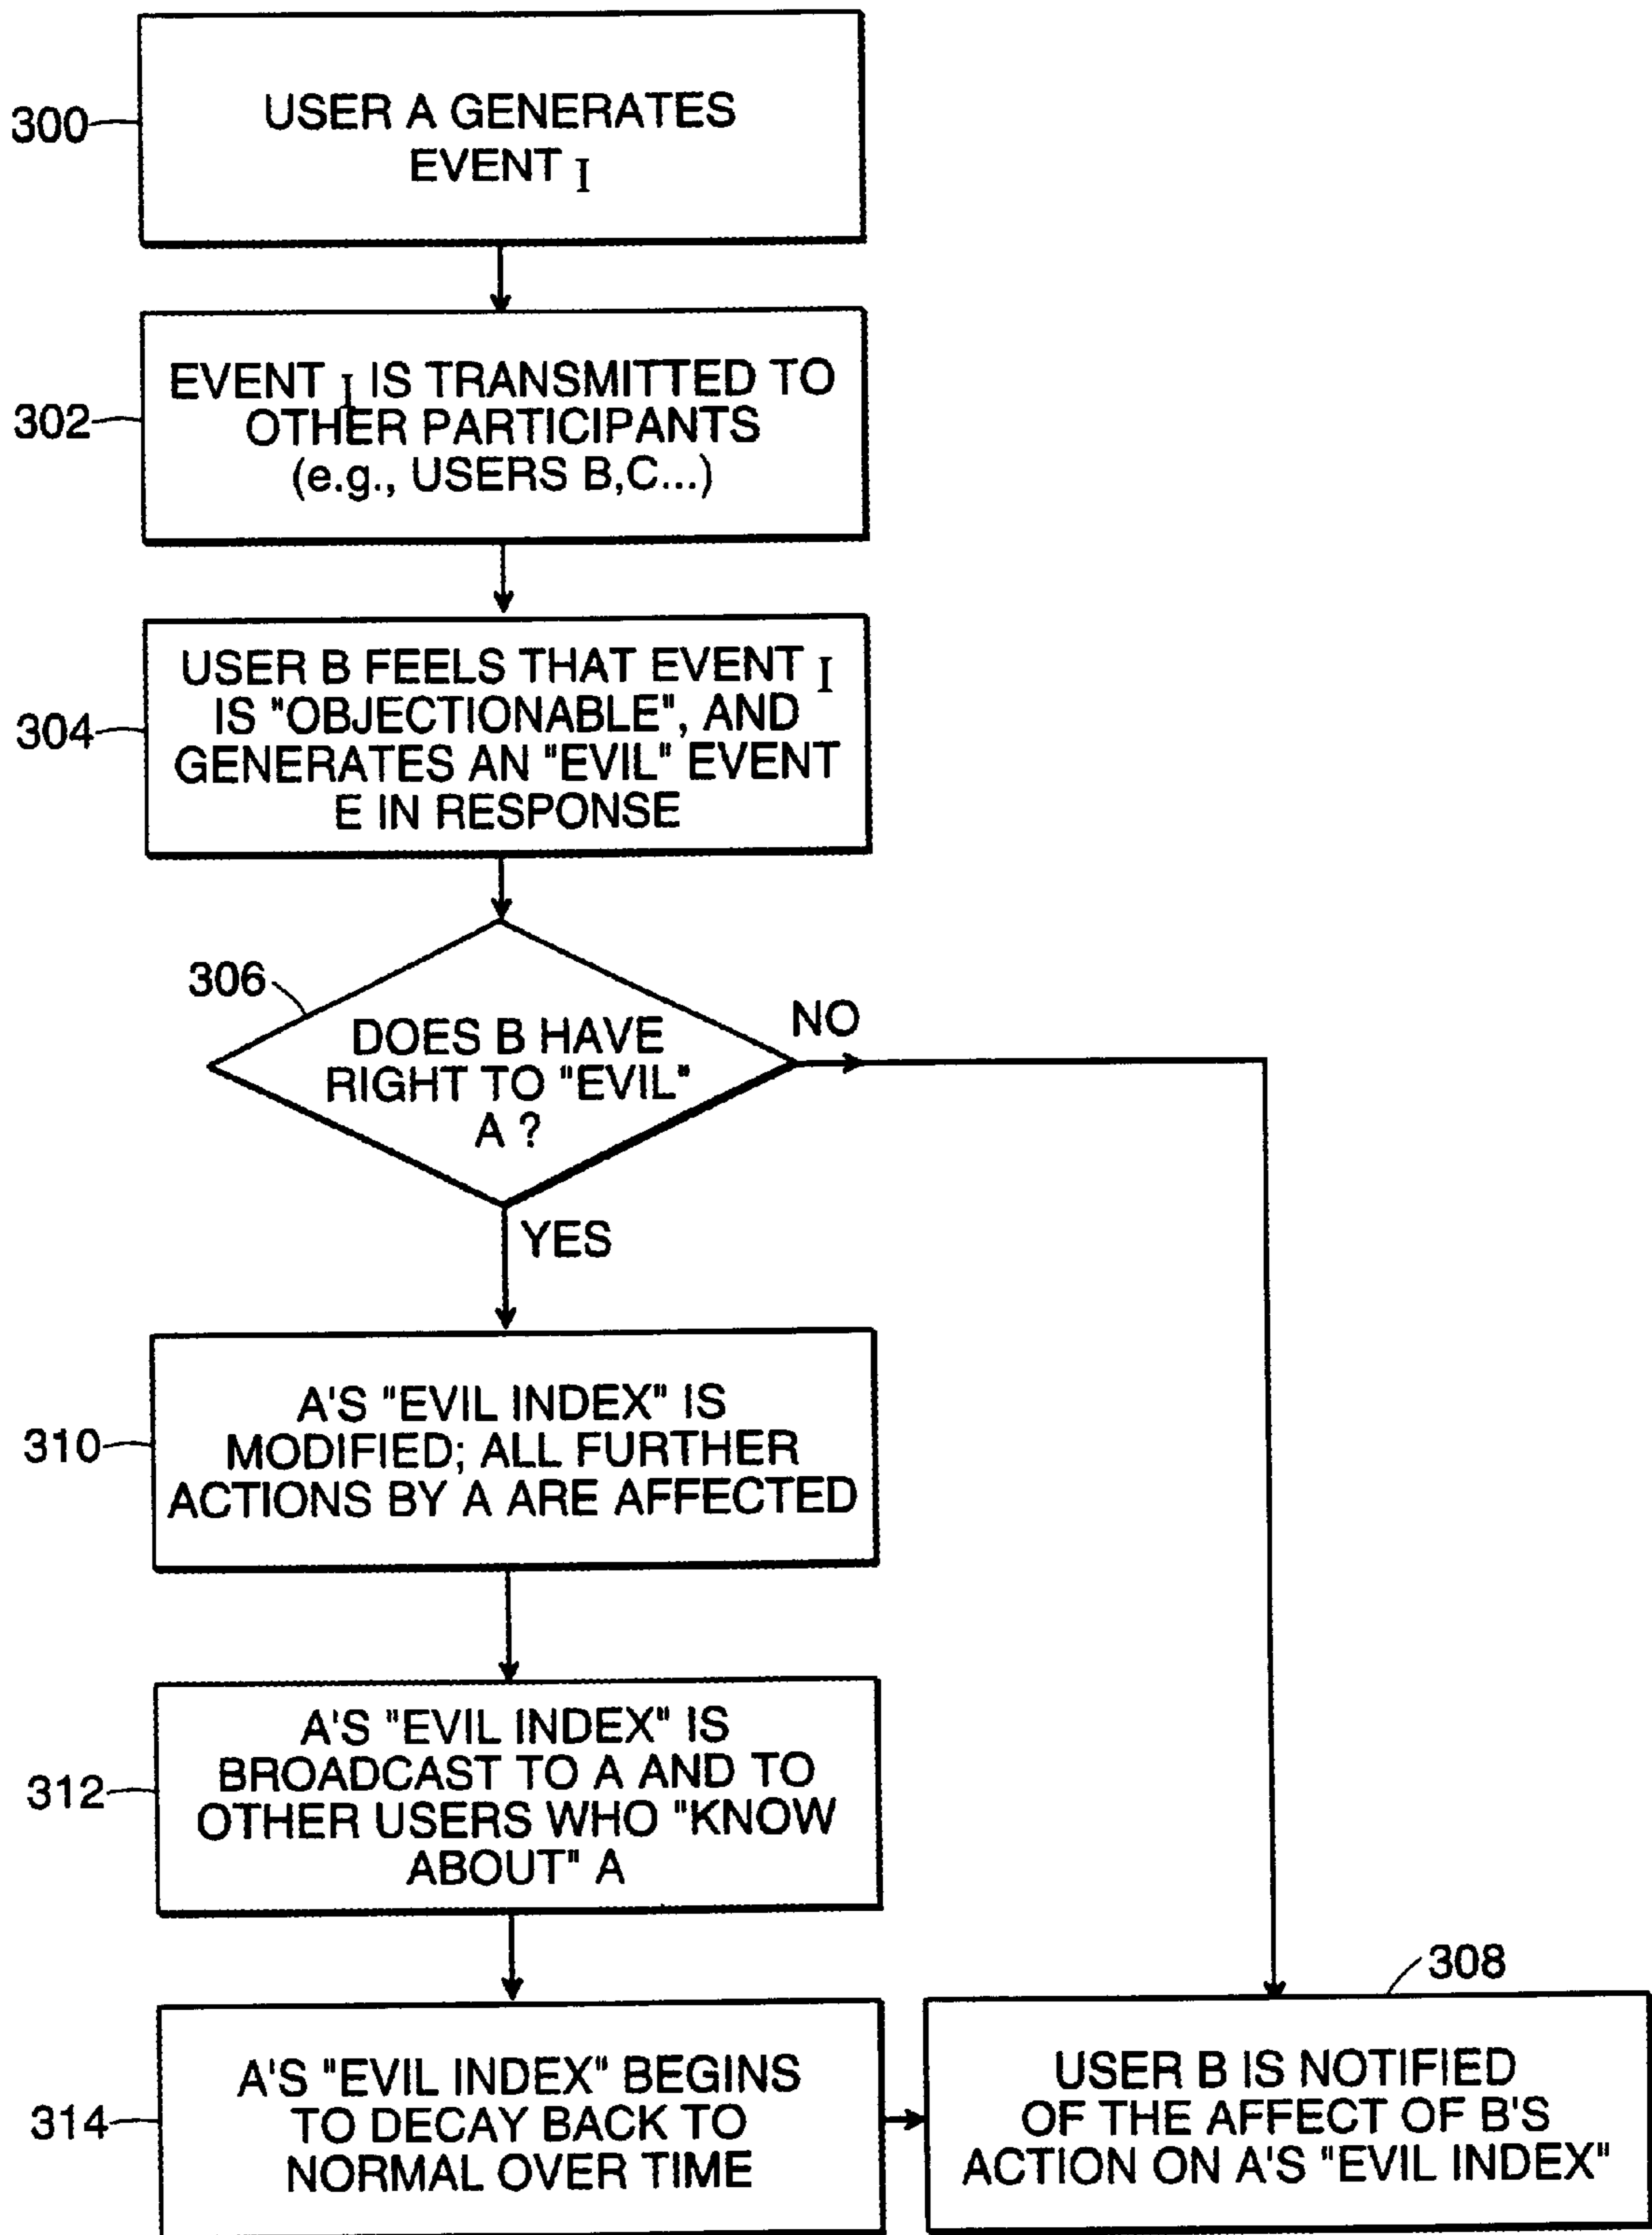 300
USER A GENERATES
EVENT I
302
EVENT I IS TRANSMITTED TO
OTHER PARTICIPANTS
(e.g., USERS B,C...)
304
USER B FEELS THAT EVENT I
IS "OBJECTIONABLE", AND
GENERATES AN "EVIL" EVENT
E IN RESPONSE
306
DOES B HAVE
RIGHT TO "EVIL"
A ?
NO
YES
310
A'S "EVIL INDEX" IS
MODIFIED; ALL FURTHER
ACTIONS BY A ARE AFFECTED
312
A'S "EVIL INDEX" IS
BROADCAST TO A AND TO
OTHER USERS WHO "KNOW
ABOUT" A
314
A'S "EVIL INDEX" BEGINS
TO DECAY BACK TO
NORMAL OVER TIME
308
USER B IS NOTIFIED
OF THE AFFECT OF B'S
ACTION ON A'S "EVIL INDEX"